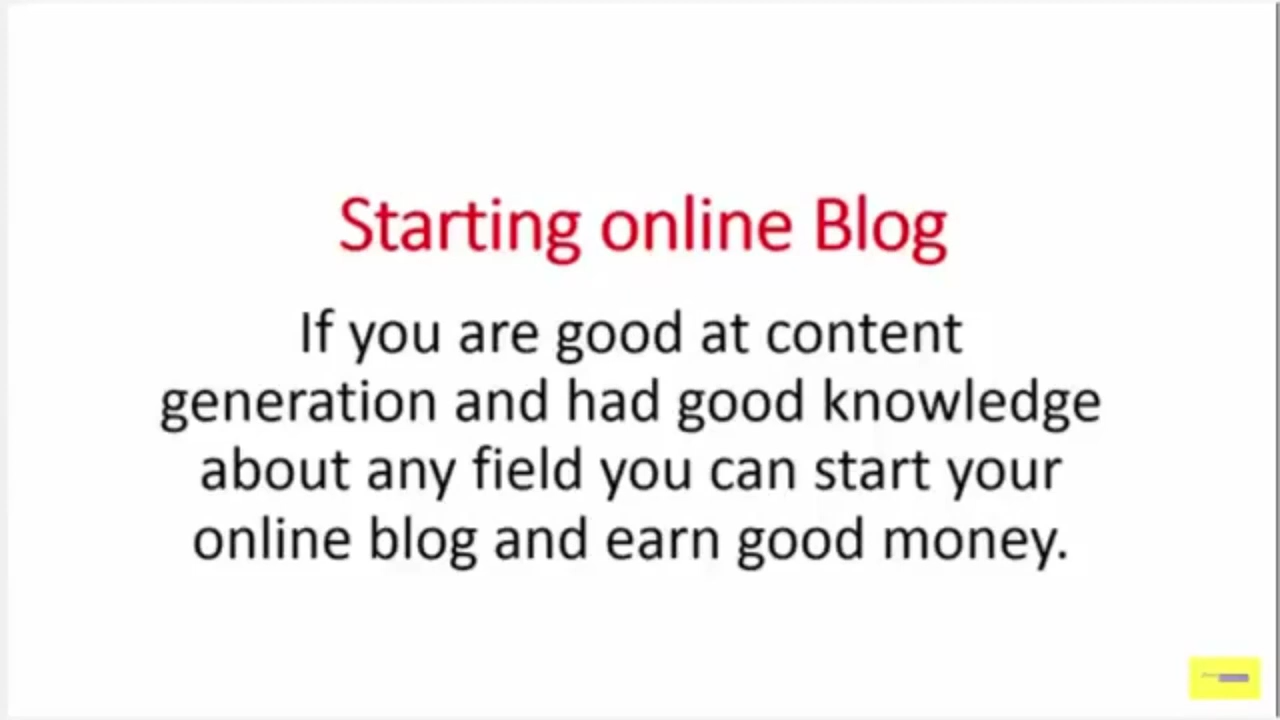 Starting online Blog
If you are good at content
generation and had good knowledge
about any field you can start your
online blog and earn good money.